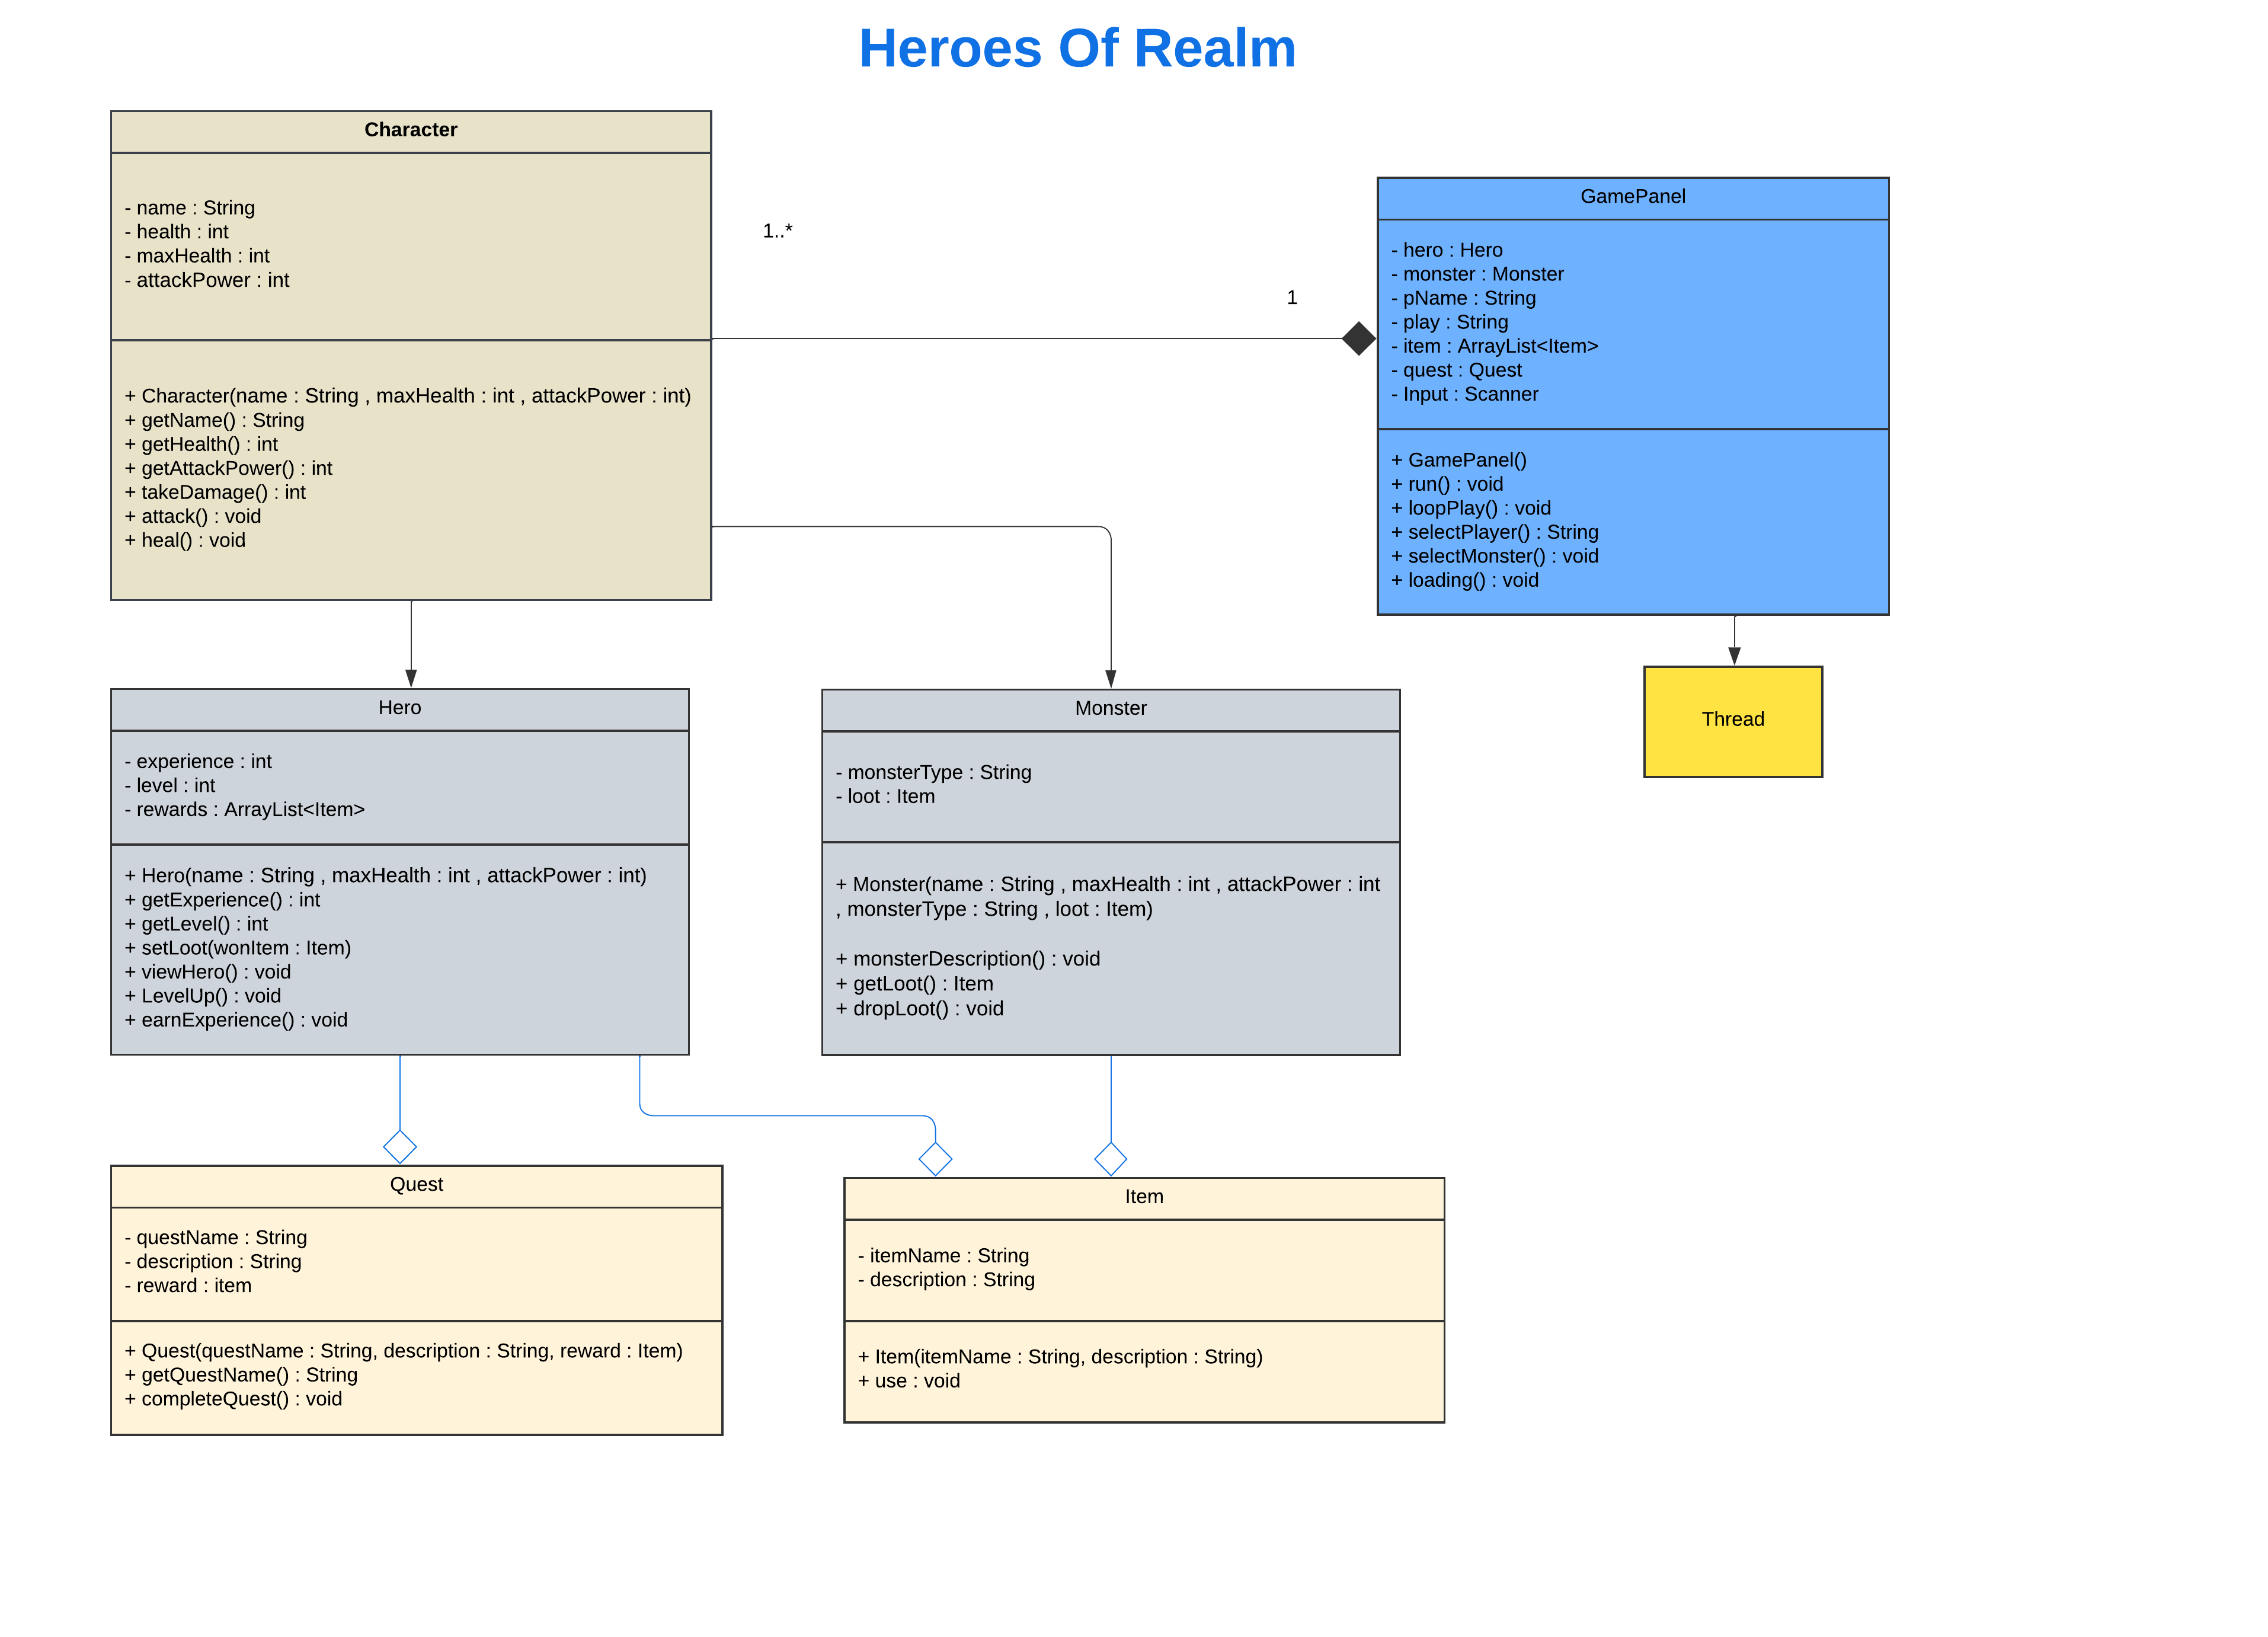 Heroes Of Realm
Character
- name : String
- health : int
- maxHealth : int
- attackPower : int
+ Character(name : String , maxHealth : int , attackPower : int)
+ getName() : String
+ getHealth() : int
+ getAttackPower() : int
+ takeDamage() : int
+ attack() : void
+ heal() : void
1..*
1
GamePanel
- hero : Hero
- monster : Monster
- pName : String
- play : String
- item : ArrayList<Item>
- quest : Quest
- Input : Scanner
+ GamePanel()
+ run() : void
+ loopPlay() : void
+ selectPlayer() : String
+ selectMonster() : void
+ loading() : void
Thread
Hero
- experience : int
- level : int
- rewards : ArrayList<Item>
+ Hero(name : String , maxHealth : int , attackPower : int)
+ getExperience() : int
+ getLevel() : int
+ setLoot(wonItem : Item)
+ viewHero() : void
+ LevelUp() : void
+ earnExperience() : void
Monster
- monsterType : String
- loot : Item
+ Monster(name : String , maxHealth : int , attackPower : int
, monsterType : String , loot : Item)
+ monsterDescription() : void
+ getLoot() : Item
+ dropLoot() : void
Quest
- questName : String
- description : String
- reward : item
+ Quest(questName : String, description : String, reward : Item)
+ getQuestName() : String
+ completeQuest() : void
Item
- itemName : String
- description : String
+ Item(itemName : String, description : String)
+ use : void